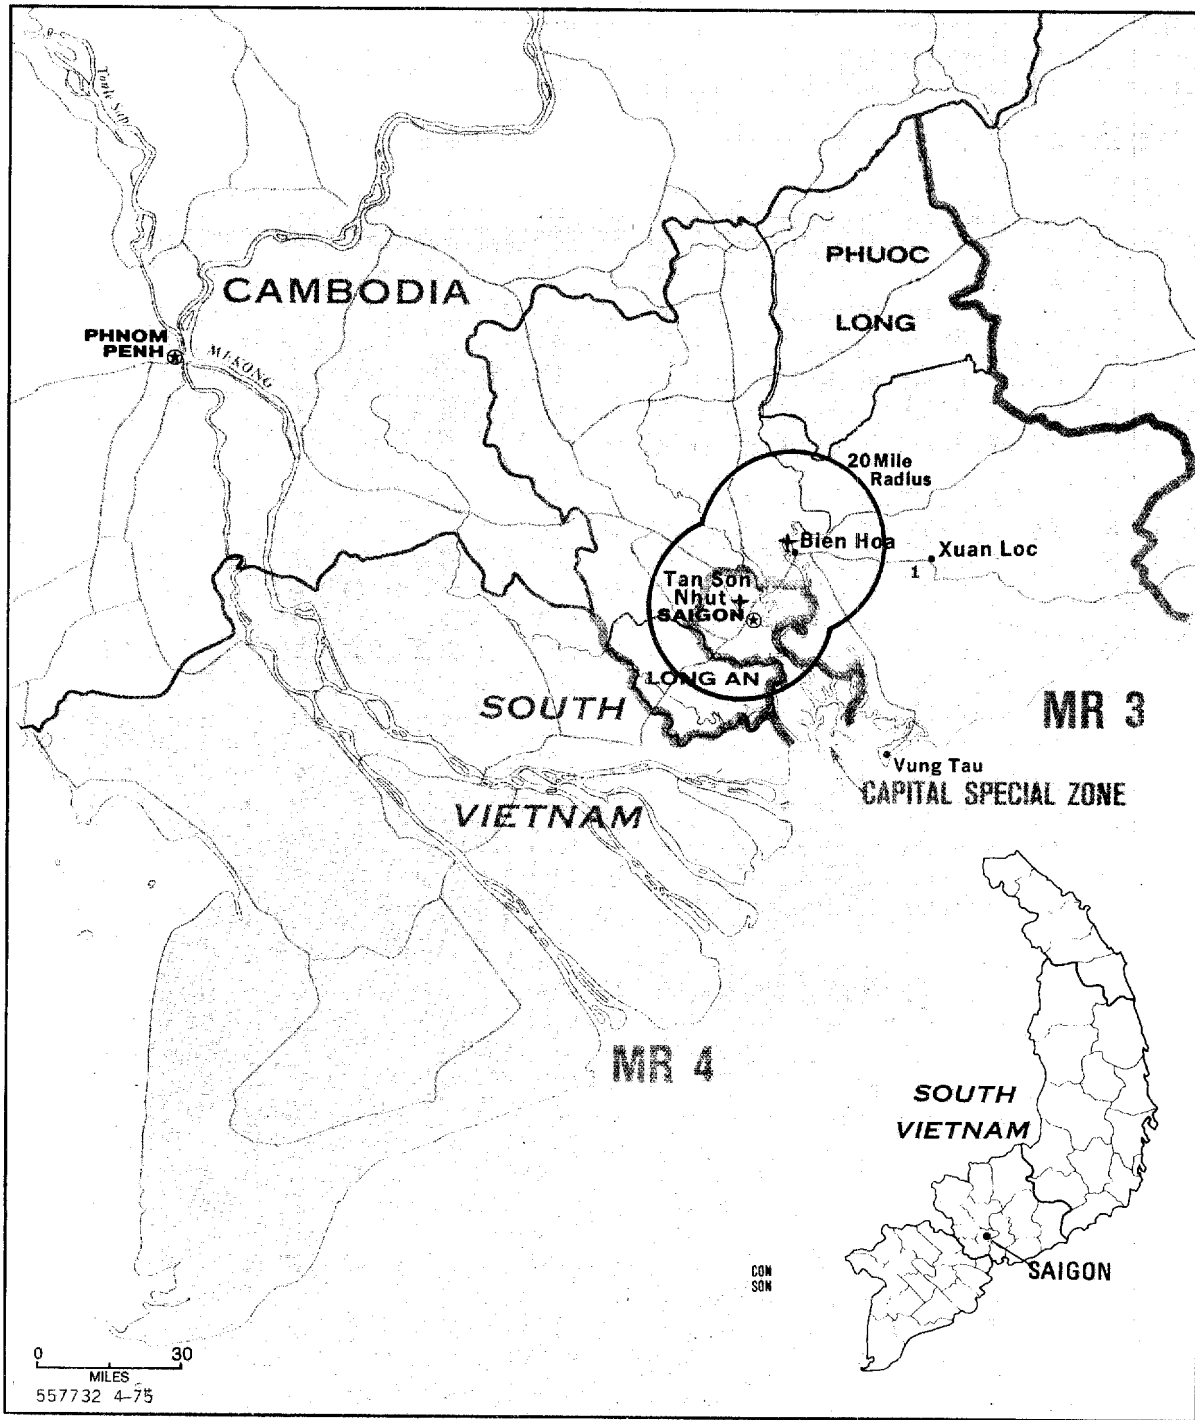 Tonle Sap
CAMBODIA
PHNOM
PENH
MEKONG
PHUOC
LONG
20 Mile
Radius
Bien Hoa
Xuan Loc
1
Tan Son
Nhut
SAIGON
LONG AN
SOUTH
VIETNAM
MR 3
Vung Tau
CAPITAL SPECIAL ZONE
MR 4
SOUTH
VIETNAM
SAIGON
CON
SON
0 30
MILES
557732 4-75